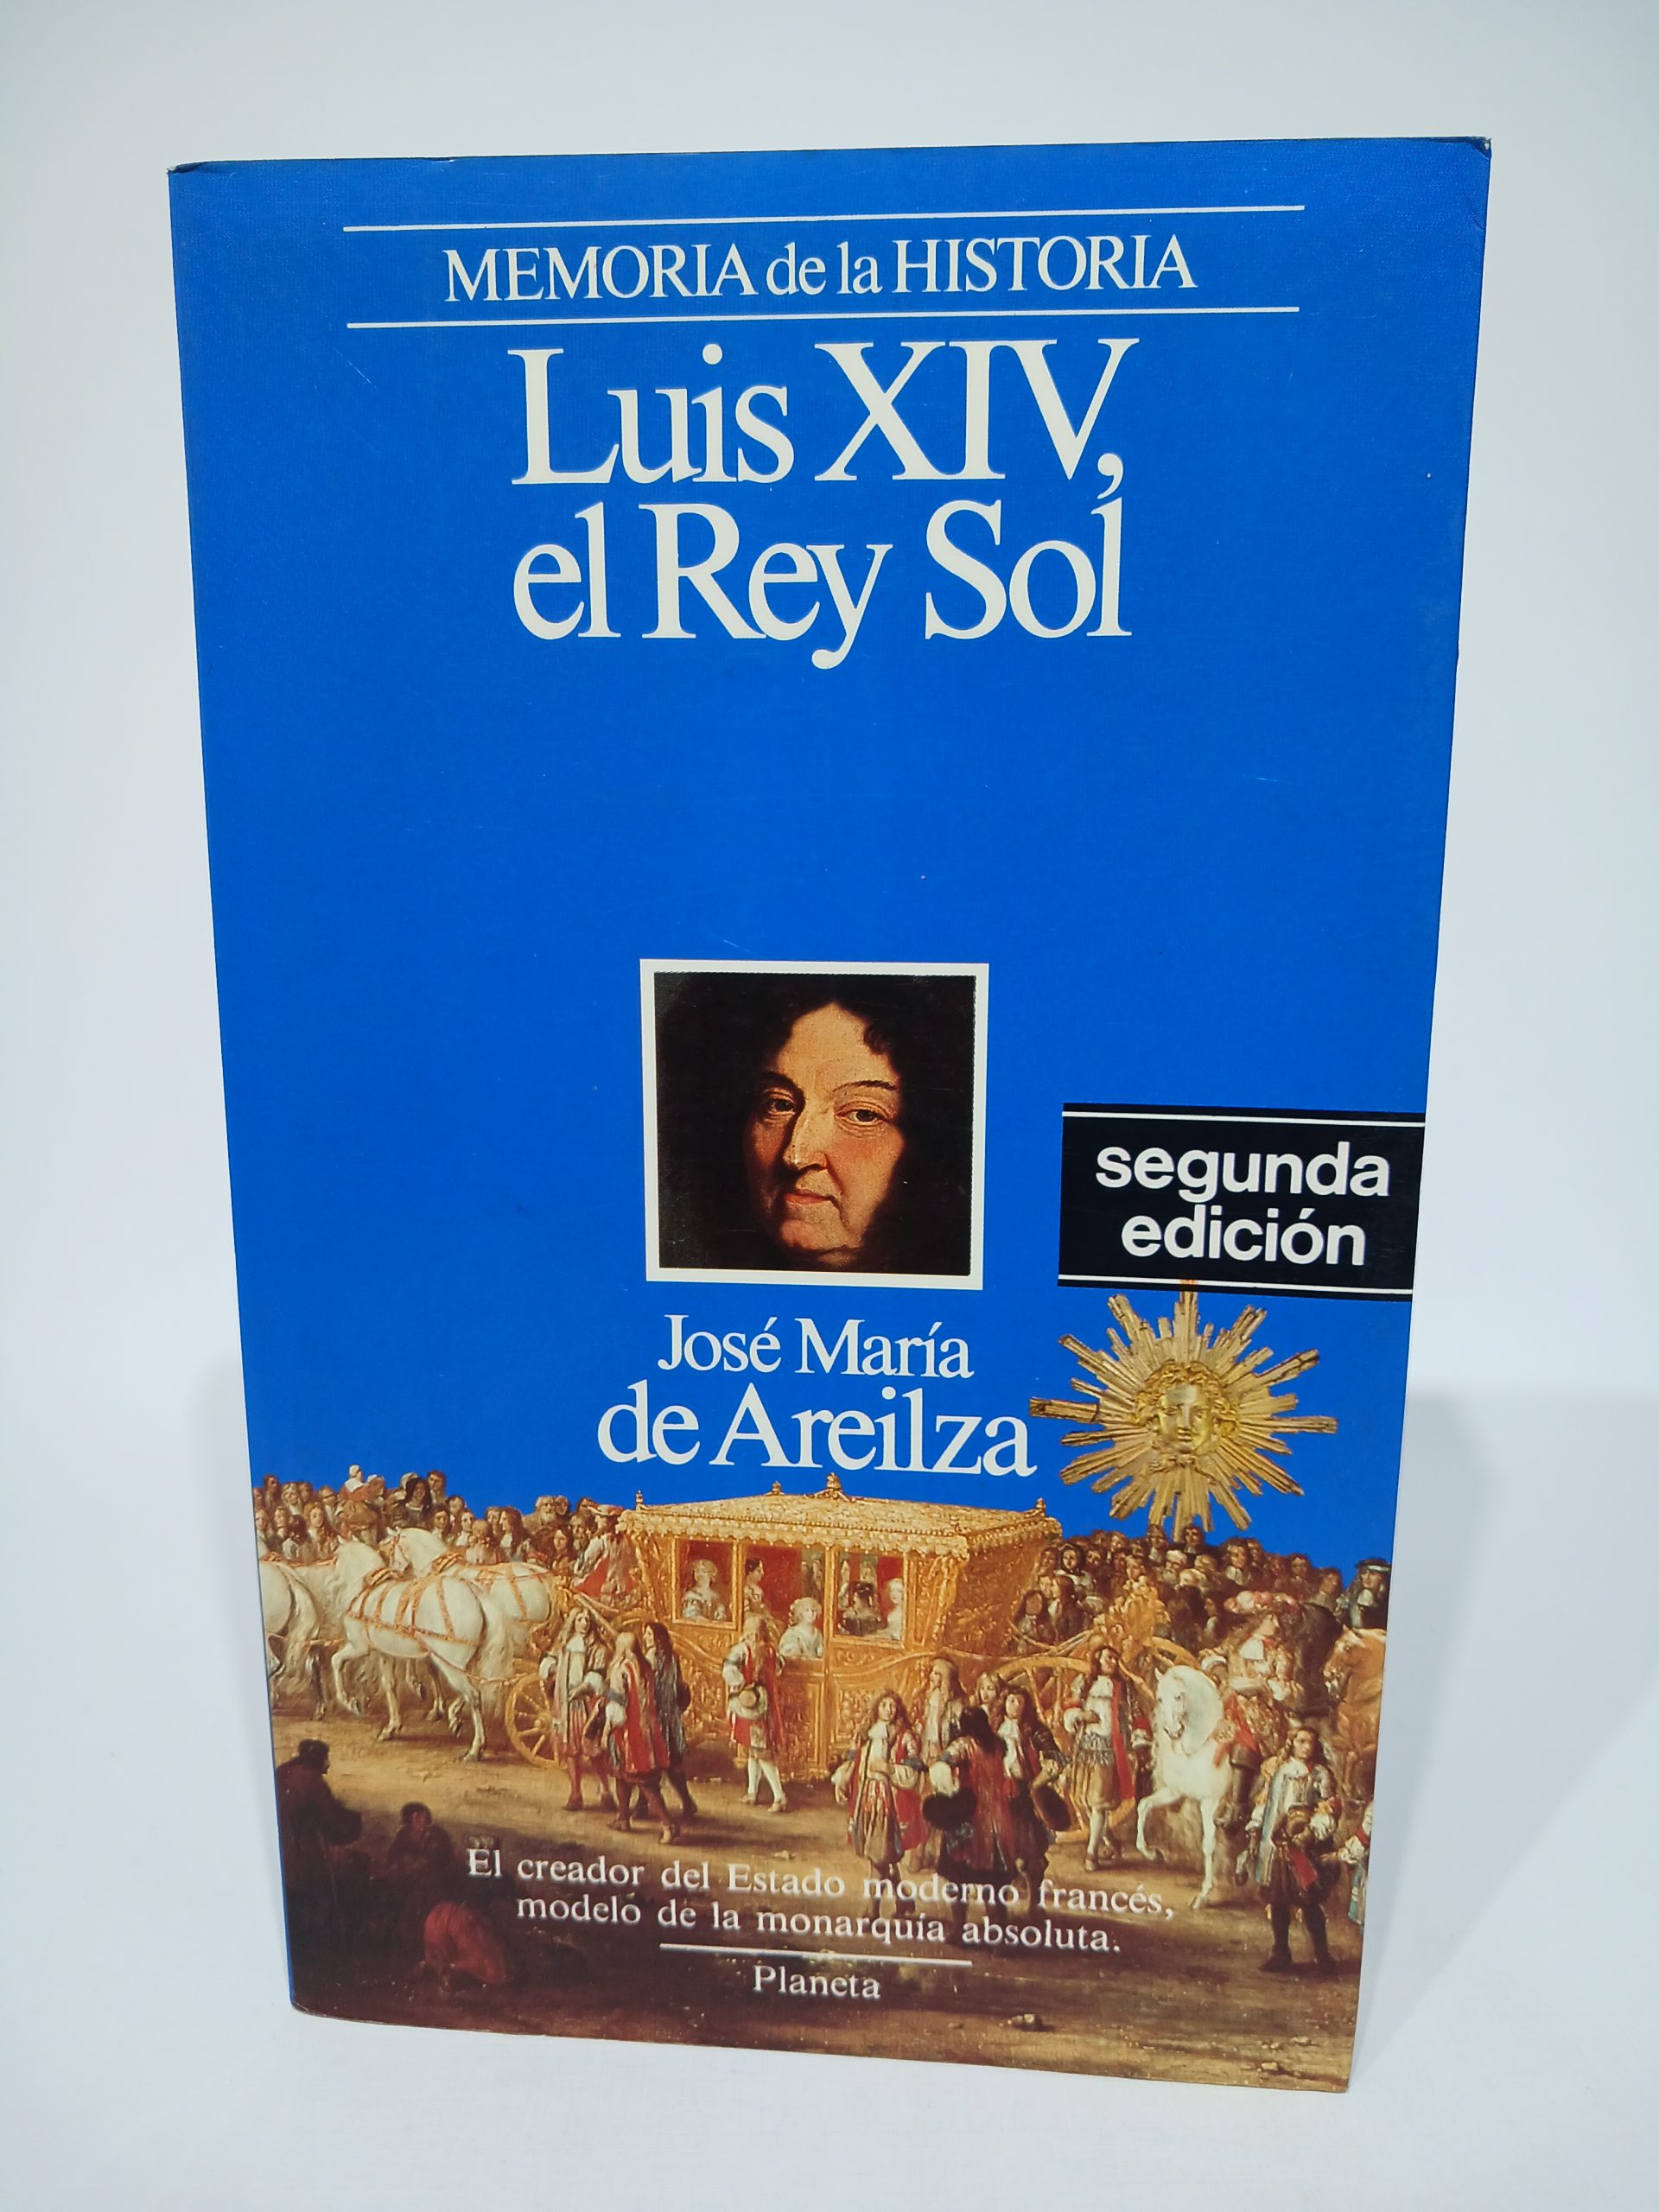 MEMORIA de la HISTORIA
Luis XIV,
el Rey Sol
segunda
edición
José María
de Areilza
El creador del Estado moderno francés,
modelo de la monarquía absoluta.
Planeta